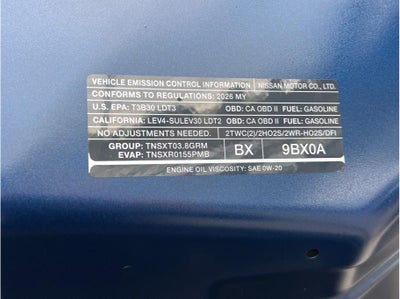 VEHICLE EMISSION CONTROL INFORMATION NISSAN MOTOR CO., LTD.
CONFORMS TO REGULATIONS: 2026 MY
U.S. EPA: T3B30 LDT3 OBD: CA OBD II FUEL: GASOLINE
CALIFORNIA: LEV4-SULEV30 LDT2 OBD: CA OBD II FUEL: GASOLINE
NO ADJUSTMENTS NEEDED. 2TWC(2)/2HO2S/2WR-HO2S/DFI
GROUP: TNSXT03.8GRM BX 9BX0A
EVAP: TNSXR0155PMB
ENGINE OIL VISCOSITY: SAE 0W-20